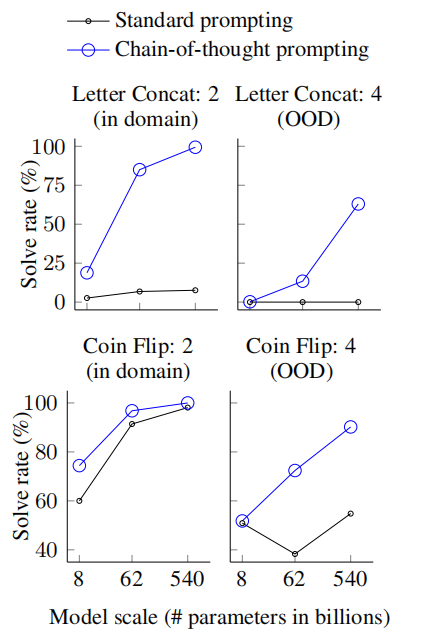 Standard prompting
Chain-of-thought prompting
Letter Concat: 2
(in domain)
Letter Concat: 4
(OOD)
Solve rate (%)
100
75
50
25
0
Coin Flip: 2
(in domain)
Coin Flip: 4
(OOD)
Solve rate (%)
100
80
60
40
8 62 540
8 62 540
Model scale (# parameters in billions)